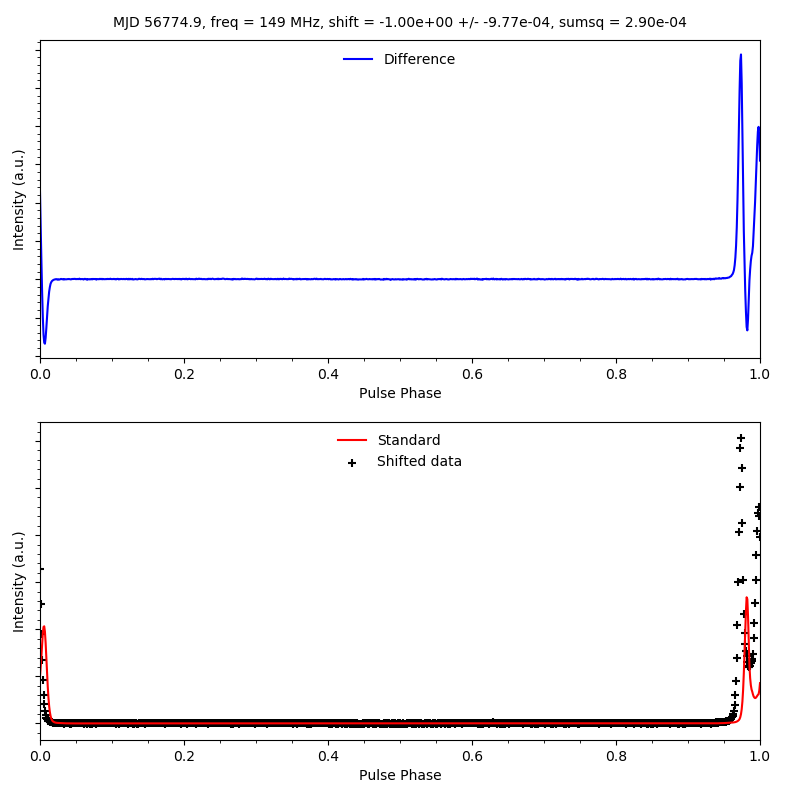 MJD 56774.9, freq = 149 MHz, shift = -1.00e+00 +/- -9.77e-04, sumsq = 2.90e-04
Difference
Intensity (a.u.)
0.0 0.2 0.4 0.6 0.8 1.0
Pulse Phase
Standard
Shifted data
Intensity (a.u.)
0.0 0.2 0.4 0.6 0.8 1.0
Pulse Phase